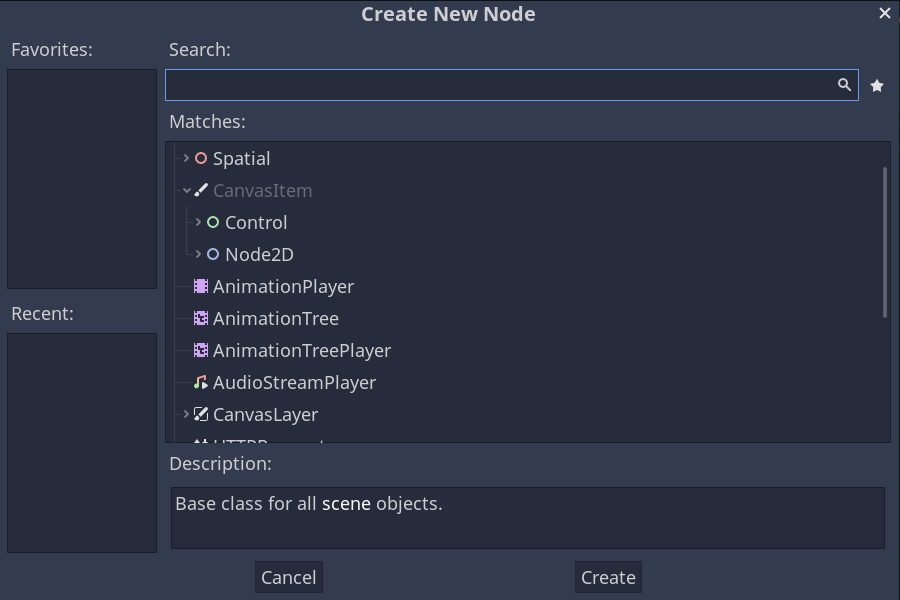 Create New Node
Favorites:
Search:
Matches:
Spatial
CanvasItem
Control
Node2D
AnimationPlayer
AnimationTree
AnimationTreePlayer
AudioStreamPlayer
CanvasLayer
Recent:
Description:
Base class for all scene objects.
Cancel
Create